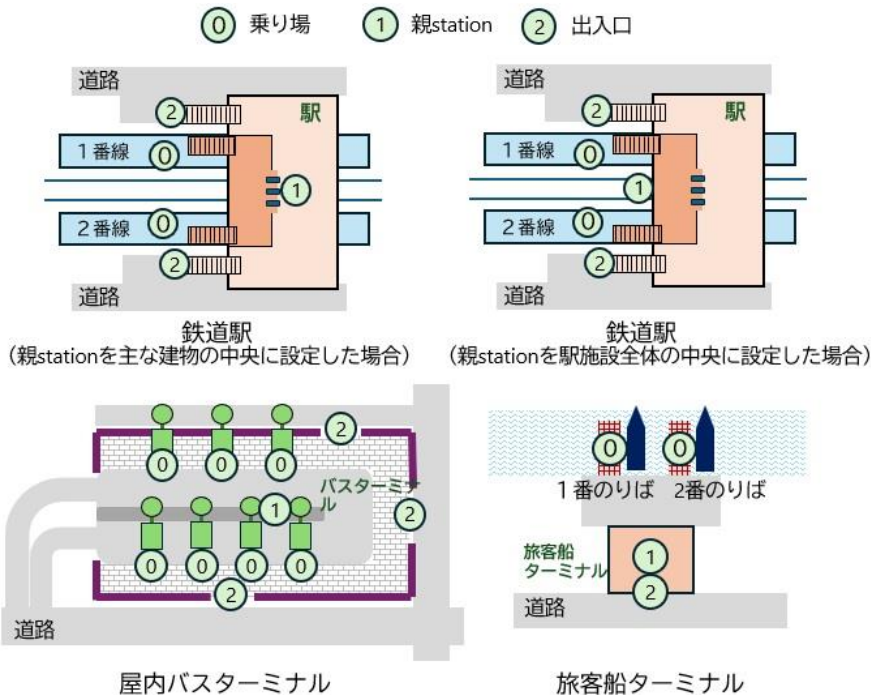 0 乗り場 1 親station 2 出入口
道路
2
駅
1番線
0
1
2番線
0
2
道路
鉄道駅
（親stationを主な建物の中央に設定した場合）
道路
2
駅
1番線
0
1
2番線
0
2
道路
鉄道駅
（親stationを駅施設全体の中央に設定した場合）
2
0 0 0
バスターミナ
ル
1
2
0 0 0 0
2
道路
屋内バスターミナル
0 0
1番のりば 2番のりば
旅客船
ターミナル
1
2
道路
旅客船ターミナル